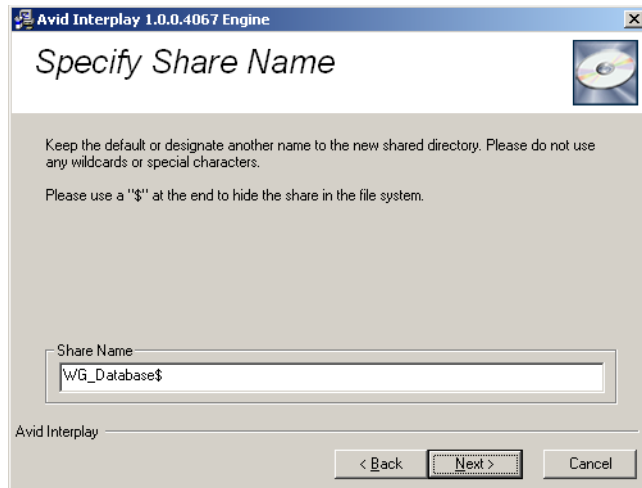 Avid Interplay 1.0.0.4067 Engine
Specify Share Name
Keep the default or designate another name to the new shared directory. Please do not use
any wildcards or special characters.
Please use a "$" at the end to hide the share in the file system.
Share Name
WG_Database$
Avid Interplay
< Back
Next >
Cancel